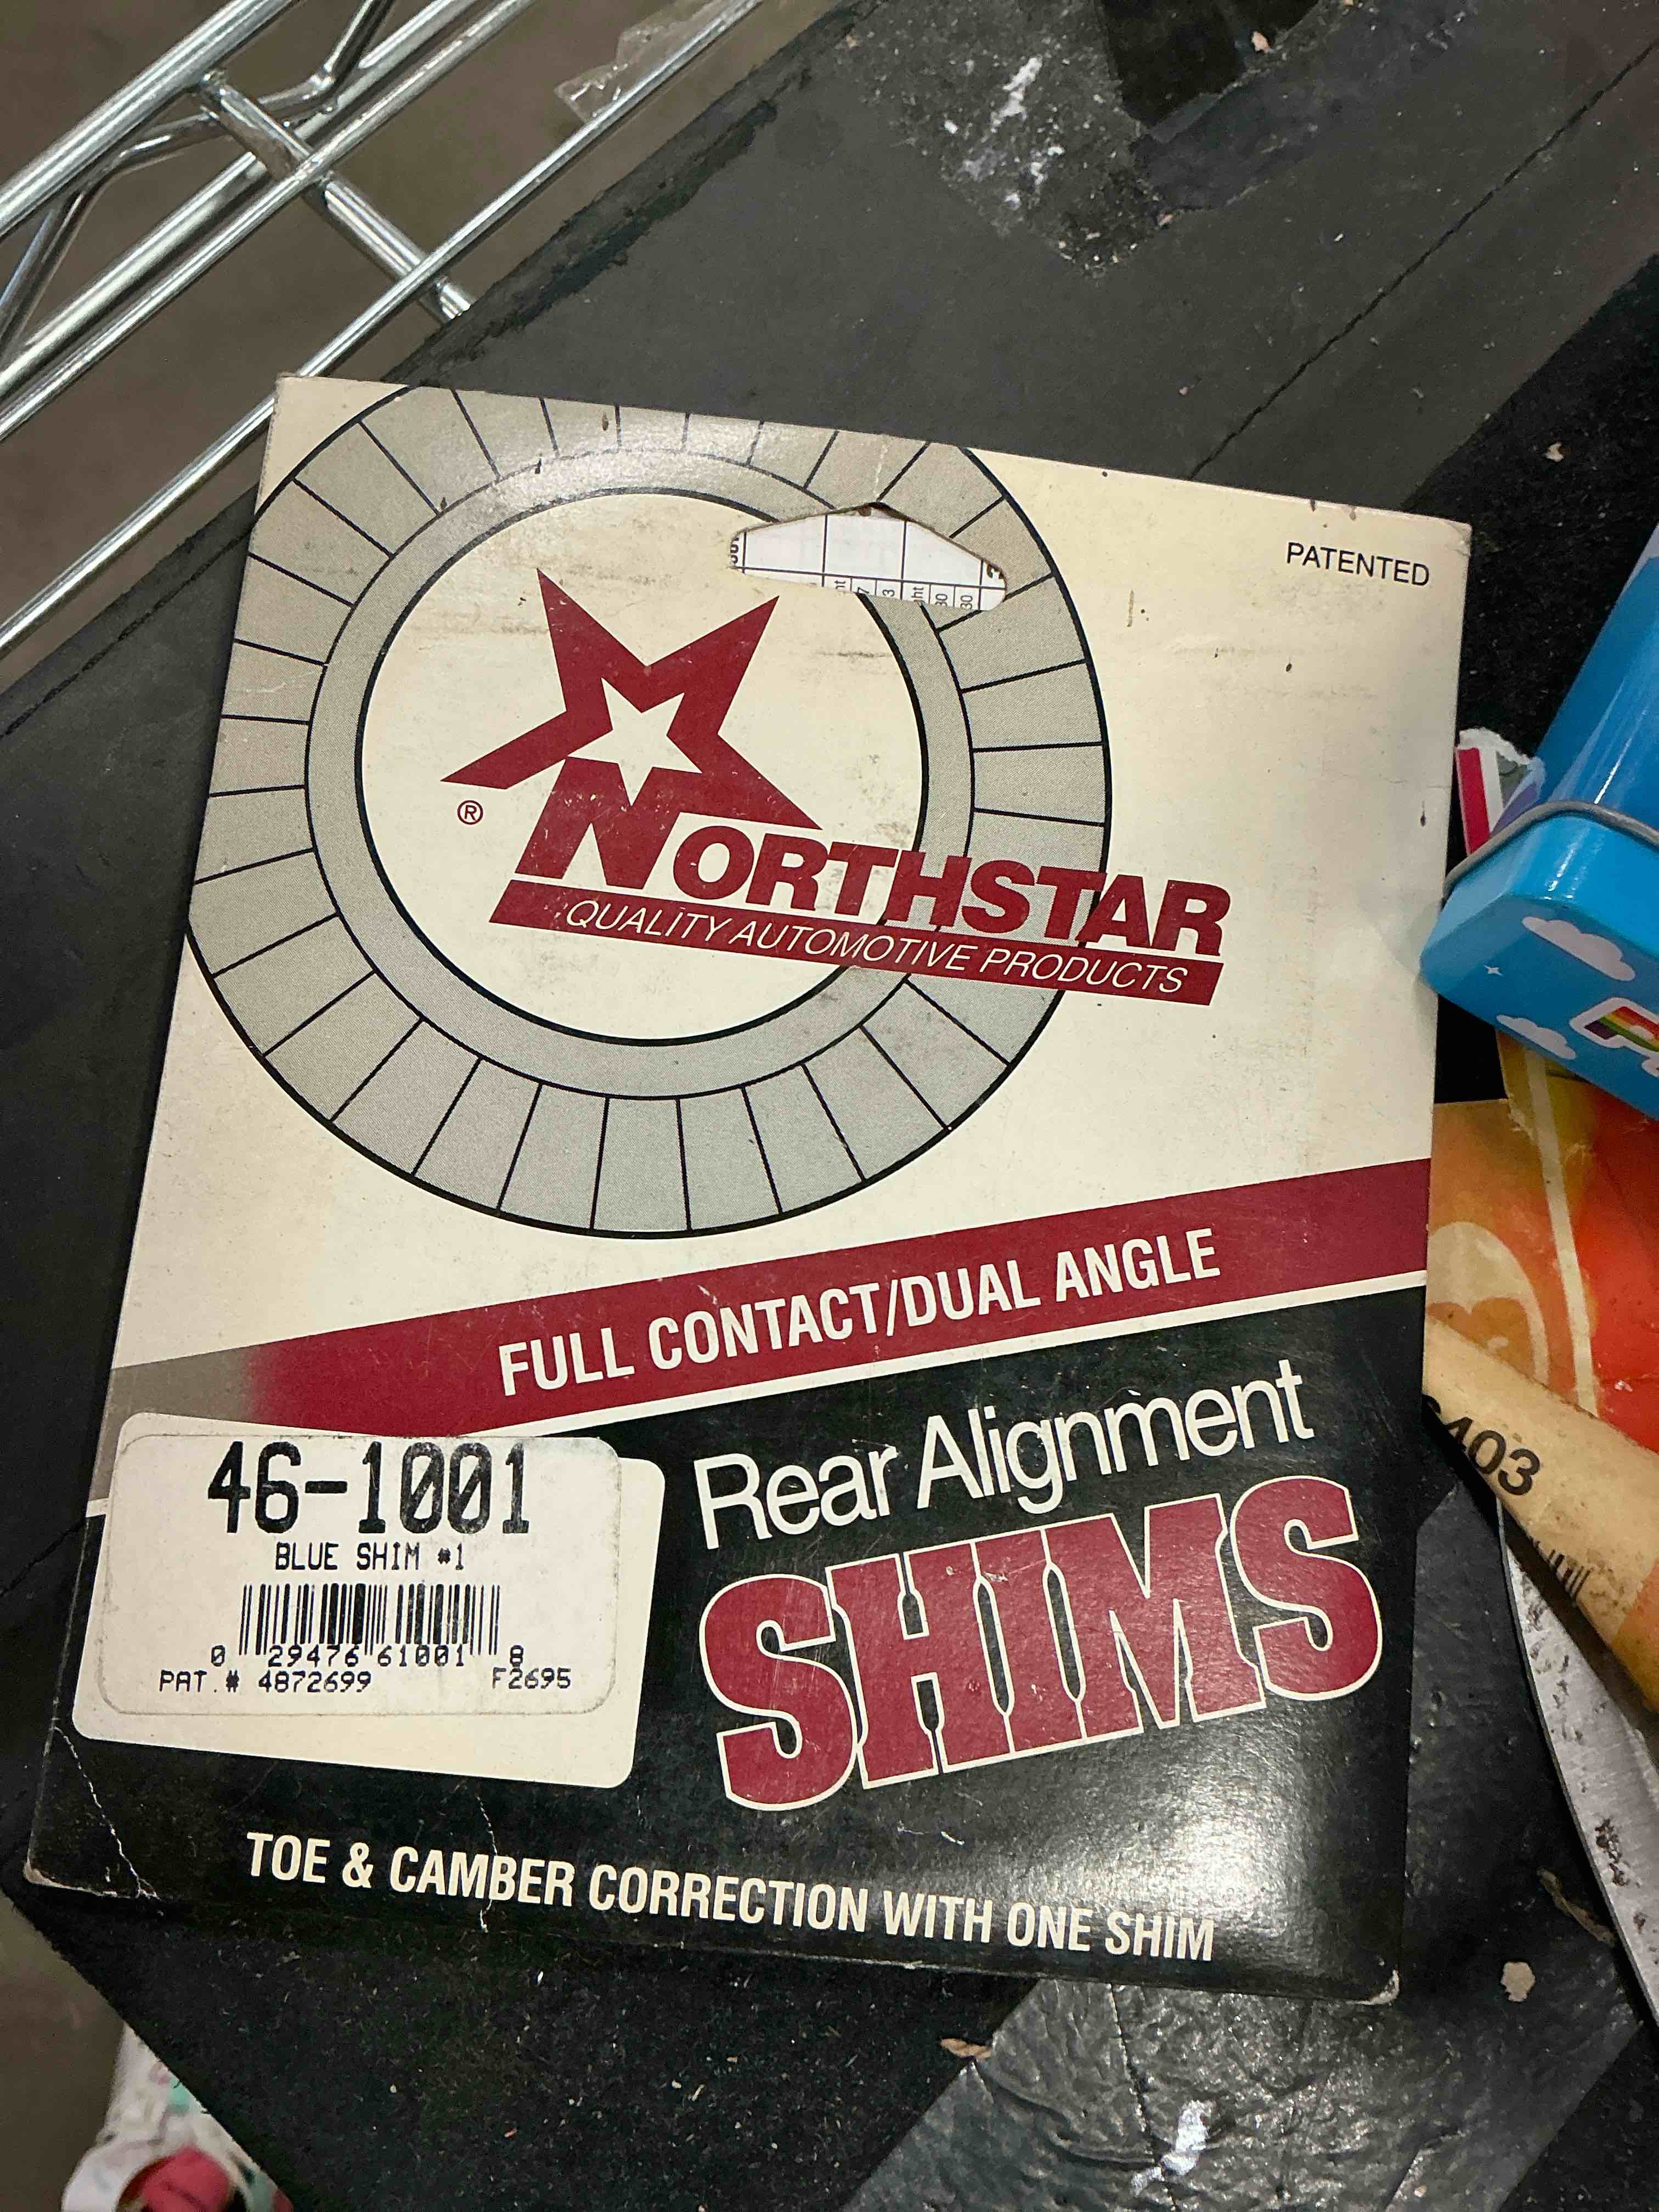 PATENTED
®
NORTHSTAR
QUALITY AUTOMOTIVE PRODUCTS
FULL CONTACT/DUAL ANGLE
Rear Alignment
SHIMS
46-1001
BLUE SHIM #1
0 29476 61001 8
PAT.# 4872699 F2695
TOE & CAMBER CORRECTION WITH ONE SHIM
403